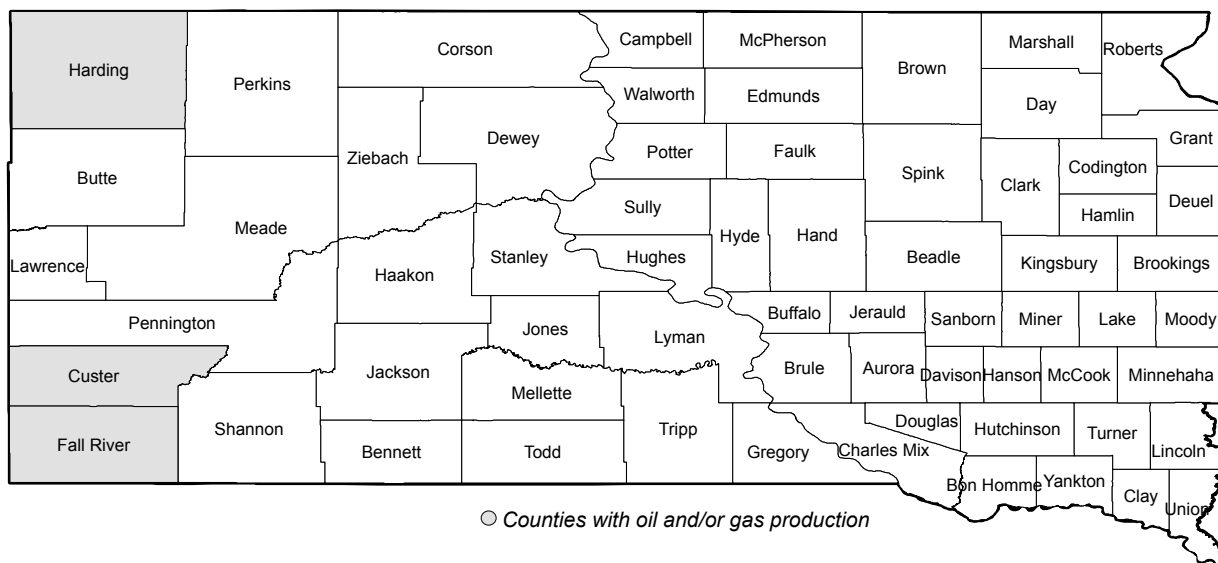 Harding
Perkins
Corson
Campbell
McPherson
Brown
Marshall
Roberts
Walworth
Edmunds
Day
Dewey
Ziebach
Potter
Faulk
Grant
Butte
Spink
Clark
Codington
Deuel
Meade
Sully
Hyde
Hand
Hamlin
Lawrence
Haakon
Stanley
Hughes
Beadle
Kingsbury
Brookings
Pennington
Jones
Lyman
Buffalo
Jerauld
Sanborn
Miner
Lake
Moody
Custer
Jackson
Mellette
Brule
Aurora
Davison
Hanson
McCook
Minnehaha
Fall River
Shannon
Bennett
Todd
Tripp
Gregory
Douglas
Charles Mix
Hutchinson
Turner
Lincoln
Bon Homme
Yankton
Clay
Union
Counties with oil and/or gas production